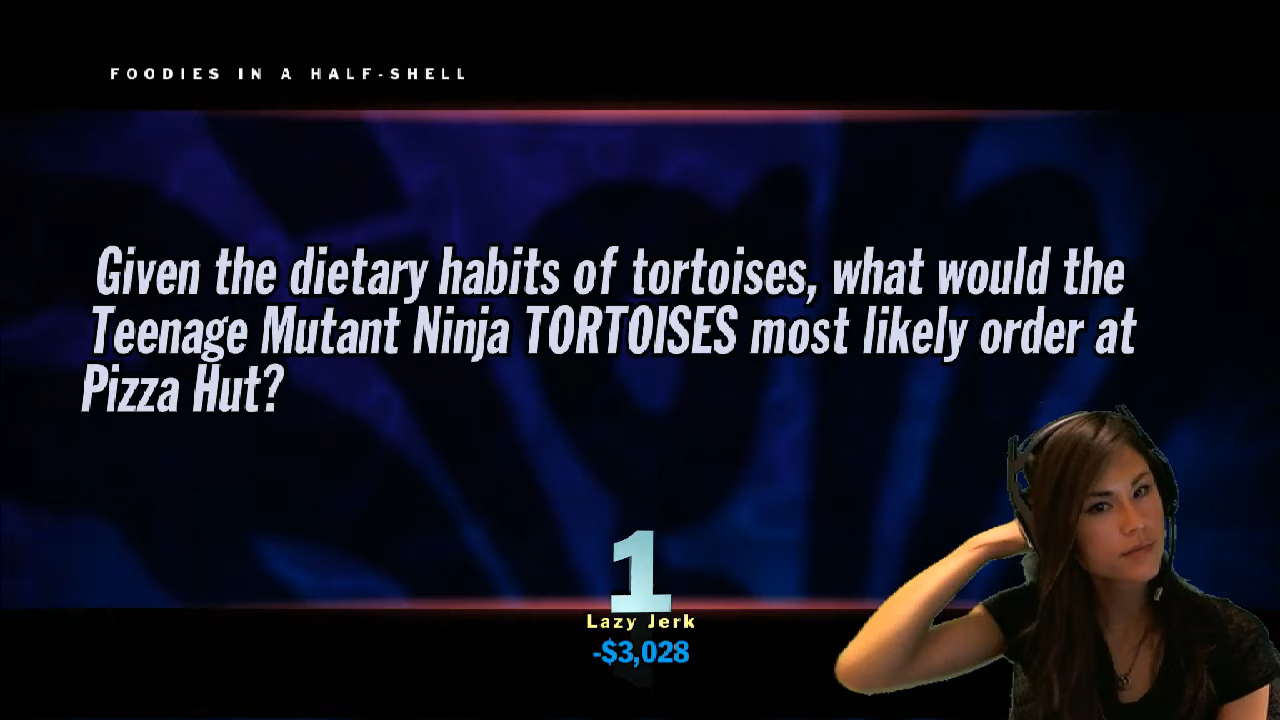 FOODIES IN A HALF-SHELL
Given the dietary habits of tortoises, what would the
Teenage Mutant Ninja TORTOISES most likely order at
Pizza Hut?
1
Lazy Jerk
-$3,028